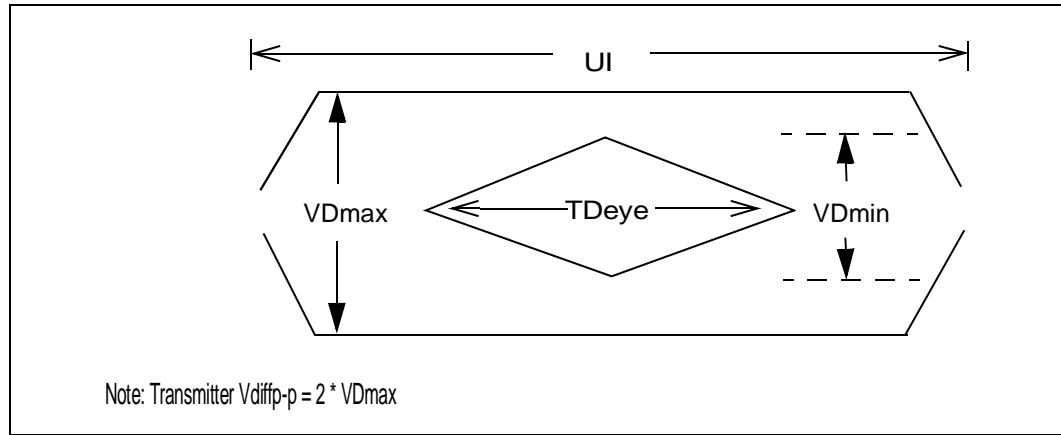 UI
VDmax
TDeye
VDmin
Note: Transmitter Vdiffp-p = 2 * VDmax